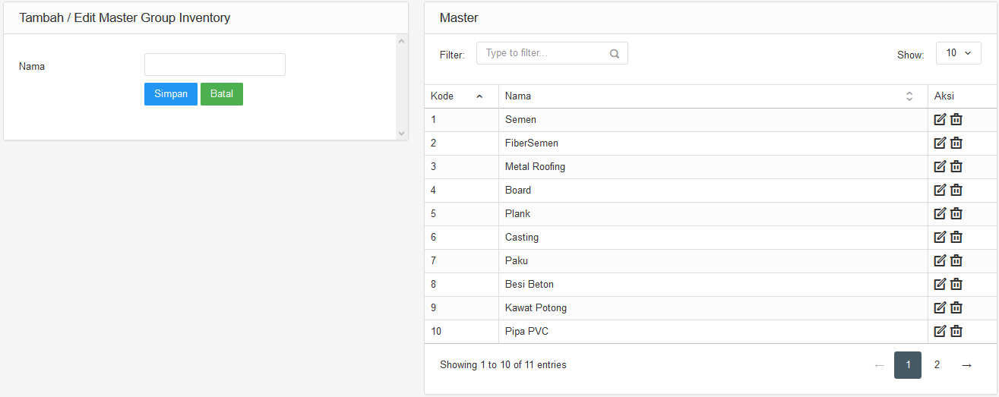 Tambah / Edit Master Group Inventory
Nama
Simpan Batal
Master
Filter: Type to filter... Show: 10
Kode Nama Aksi
1 Semen
2 FiberSemen
3 Metal Roofing
4 Board
5 Plank
6 Casting
7 Paku
8 Besi Beton
9 Kawat Potong
10 Pipa PVC
Showing 1 to 10 of 11 entries ← 1 2 →